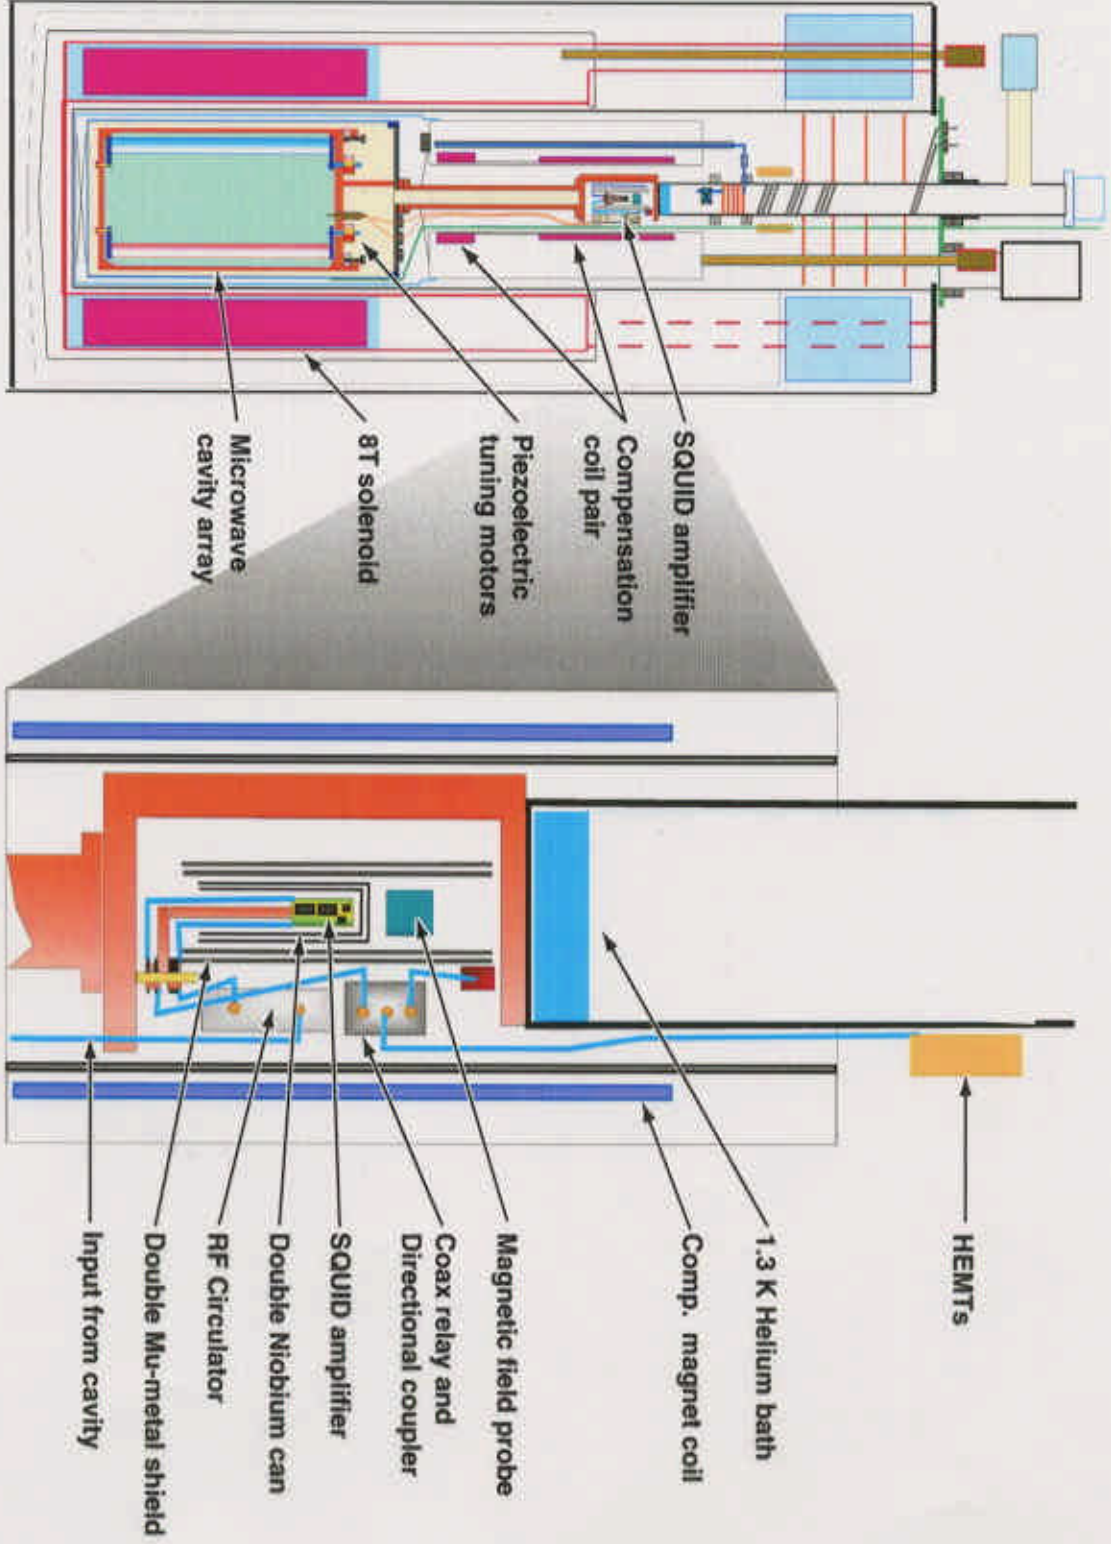 SQUID amplifier
Compensation
coil pair
Piezoelectric
tuning motors
8T solenoid
Microwave
cavity array
HEMTs
1.3 K Helium bath
Comp. magnet coil
Magnetic field probe
Coax relay and
Directional coupler
SQUID amplifier
Double Niobium can
RF Circulator
Double Mu-metal shield
Input from cavity